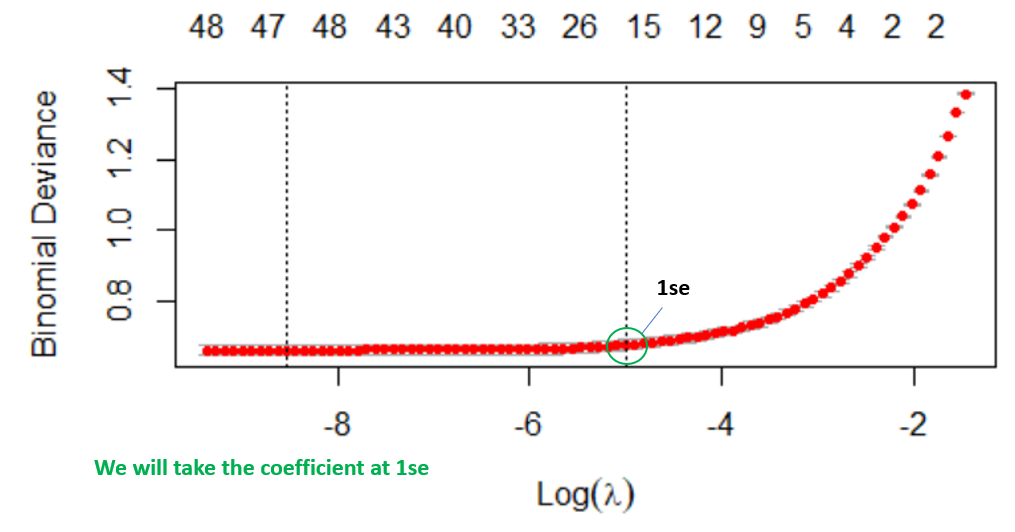 48 47 48 43 40 33 26 15 12 9 5 4 2 2
Binomial Deviance
1.4
1.2
1.0
0.8
1se
-8 -6 -4 -2
We will take the coefficient at 1se
Log(λ)